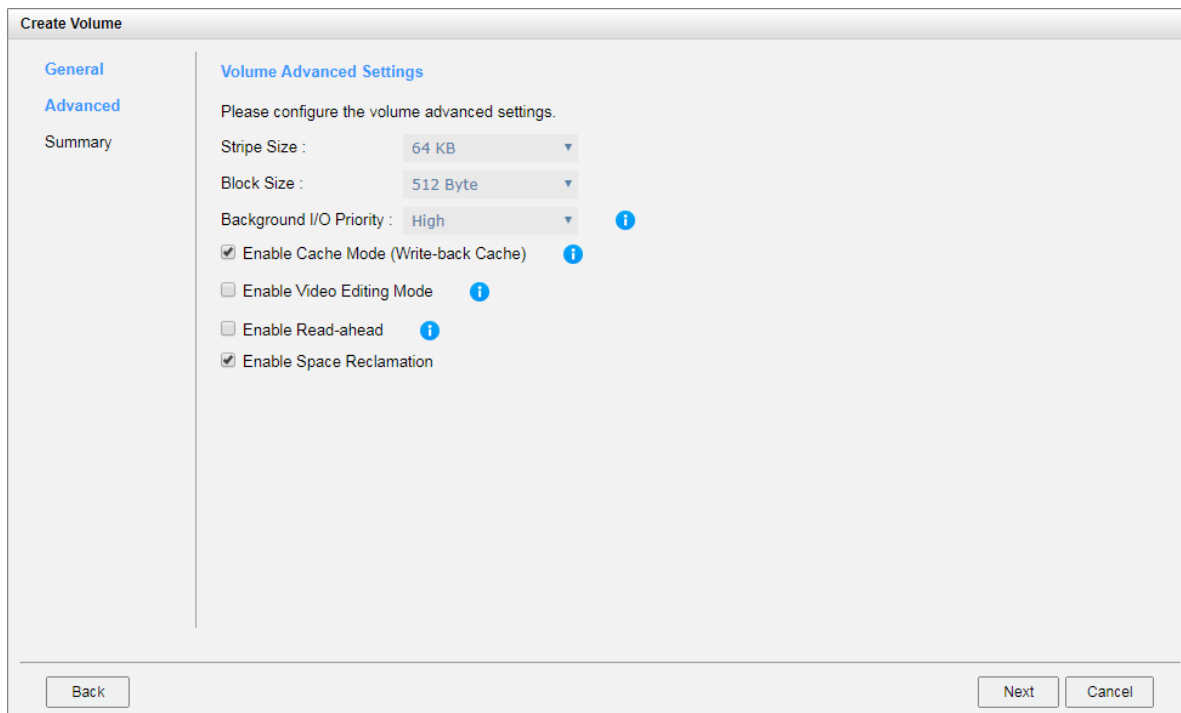 Create Volume
General
Advanced
Summary
Volume Advanced Settings
Please configure the volume advanced settings.
Stripe Size : 64 KB
Block Size : 512 Byte
Background I/O Priority : High
Enable Cache Mode (Write-back Cache)
Enable Video Editing Mode
Enable Read-ahead
Enable Space Reclamation
Back
Next
Cancel